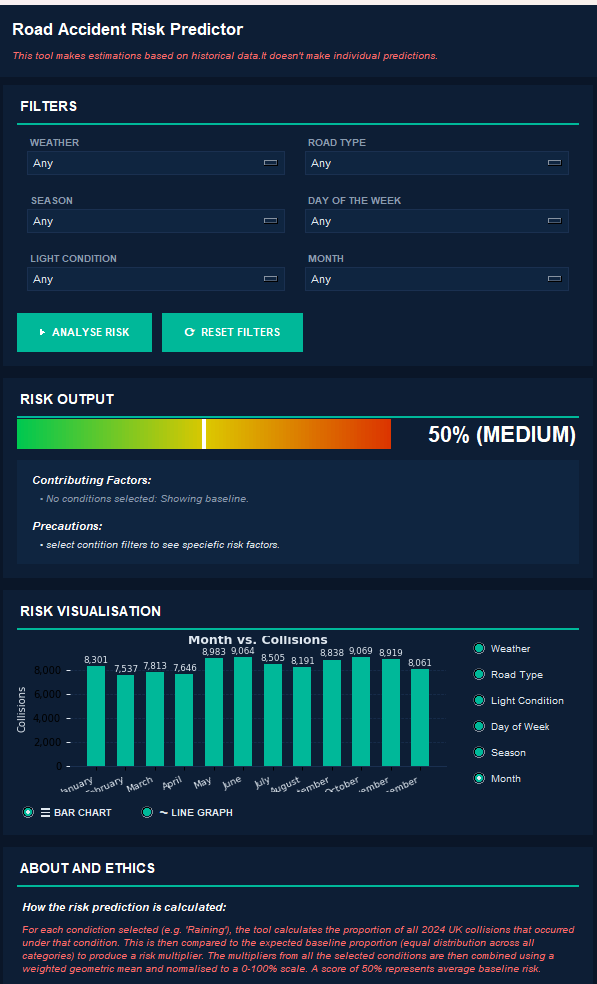 Road Accident Risk Predictor
This tool makes estimations based on historical data.It doesn't make individual predictions.
FILTERS
WEATHER
ROAD TYPE
Any
Any
SEASON
DAY OF THE WEEK
Any
Any
LIGHT CONDITION
MONTH
Any
Any
ANALYSE RISK
RESET FILTERS
RISK OUTPUT
50% (MEDIUM)
Contributing Factors:
• No conditions selected: Showing baseline.
Precautions:
• select contition filters to see speciefic risk factors.
RISK VISUALISATION
Month vs. Collisions
8,301 7,537 7,813 7,646 8,983 9,064 8,505 8,191 8,838 9,069 8,919 8,061
8,000
6,000
4,000
2,000
0
Collisions
anuary ebruary March April May June July August tember October vember cember
Weather
Road Type
Light Condition
Day of Week
Season
Month
BAR CHART
~ LINE GRAPH
ABOUT AND ETHICS
How the risk prediction is calculated:
For each condiction selected (e.g. 'Raining'), the tool calculates the proportion of all 2024 UK collisions that occurred
under that condition. This is then compared to the expected baseline proportion (equal distribution across all
categories) to produce a risk multiplier. The multipliers from all the selected conditions are then combined using a
weighted geometric mean and normalised to a 0-100% scale. A score of 50% represents average baseline risk.